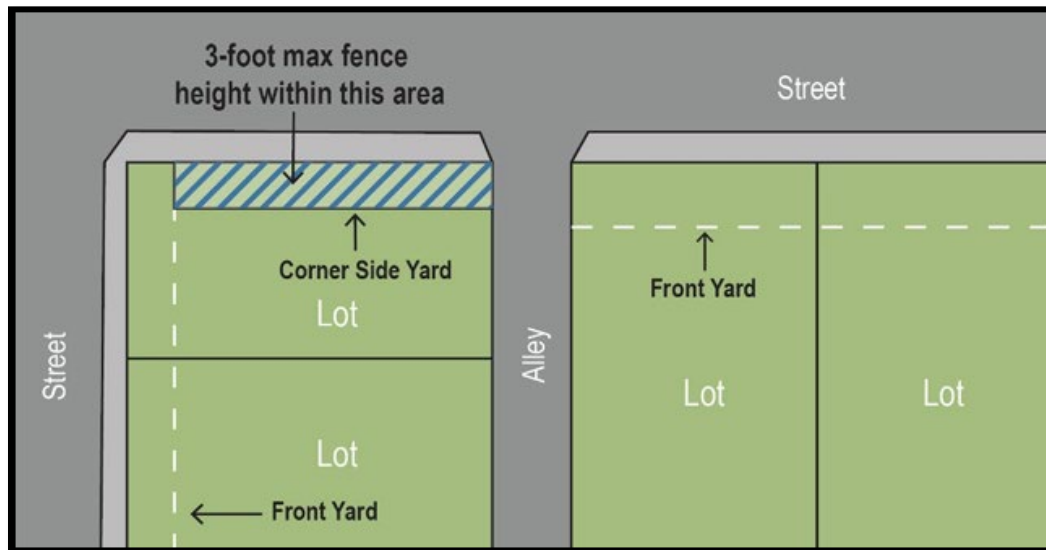 3-foot max fence
height within this area
Street
Corner Side Yard
Front Yard
Lot
Street
Alley
Lot
Lot
Lot
Front Yard